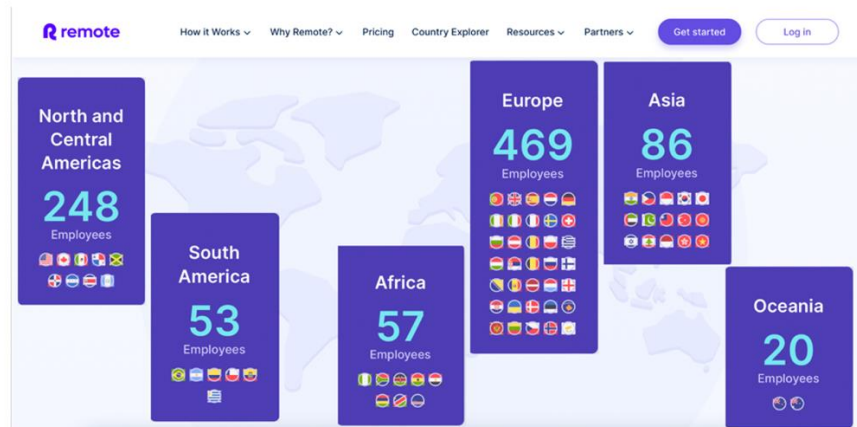 remote
How it Works
Why Remote?
Pricing
Country Explorer
Resources
Partners
Get started
Log in
North and
Central
Americas
248
Employees
South
America
53
Employees
Africa
57
Employees
Europe
469
Employees
Asia
86
Employees
Oceania
20
Employees